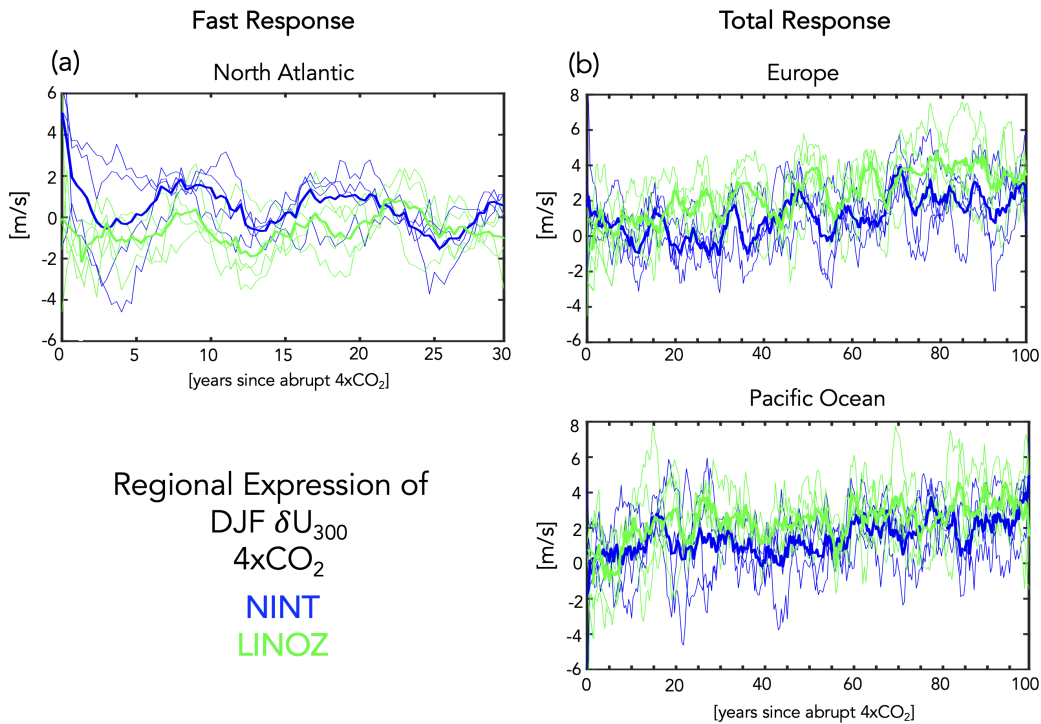 Fast Response
Total Response
(a)
North Atlantic
6
4
2
0
-2
-4
-6
[m/s]
0
5
10
15
20
25
30
[years since abrupt 4xCO₂]
(b)
Europe
8
6
4
2
0
-2
-4
-6
[m/s]
0
20
40
60
80
100
Pacific Ocean
8
6
4
2
0
-2
-4
-6
[m/s]
0
20
40
60
80
100
[years since abrupt 4xCO₂]
Regional Expression of
DJF δU₃₀₀
4xCO₂
NINT
LINOZ